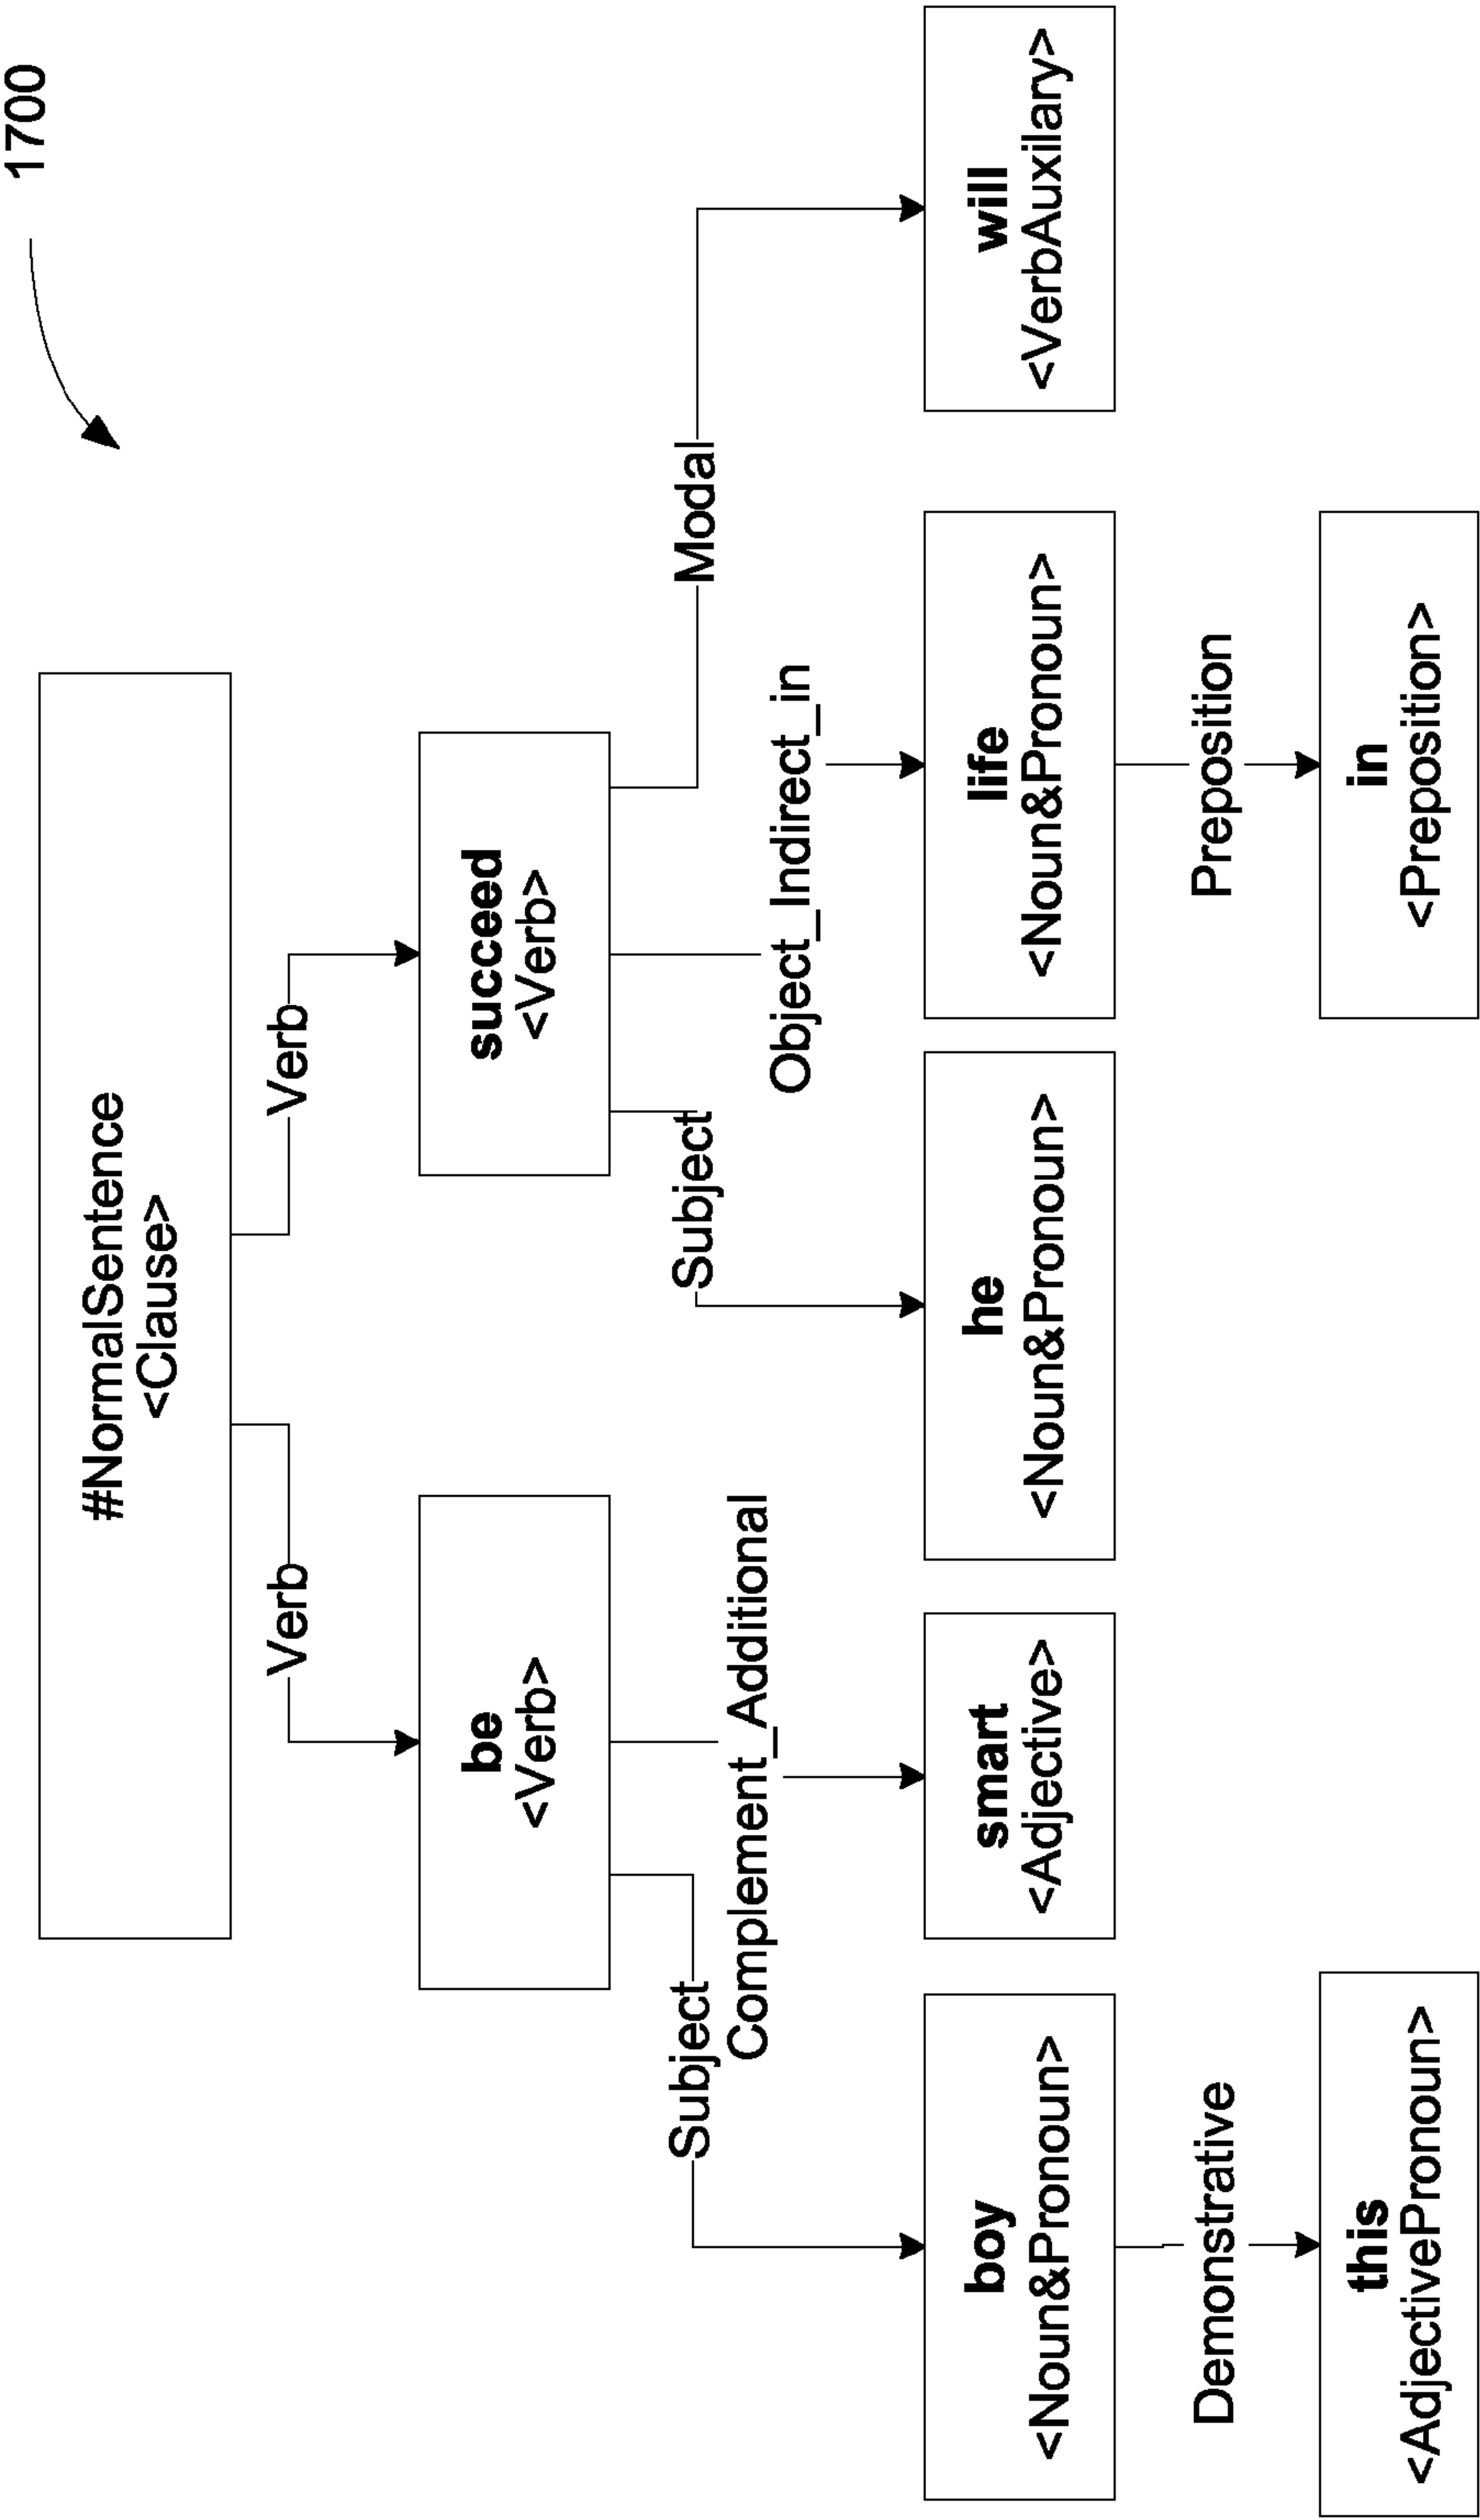 1700
#NormalSentence
<Clause>
Verb
Verb
be
<Verb>
succeed
<Verb>
Subject
Complement_Additional
Subject
Object_Indirect_in
Modal
boy
<Noun&Pronoun>
smart
<Adjective>
he
<Noun&Pronoun>
life
<Noun&Pronoun>
will
<VerbAuxilary>
Demonstrative
Preposition
this
<AdjectivePronoun>
in
<Preposition>